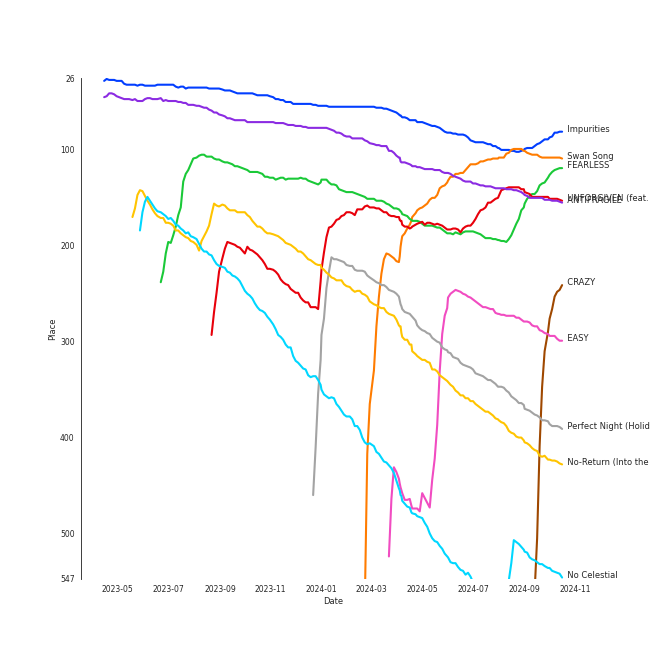 26
Impurities
100
Swan Song
FEARLESS
UNFORGIVEN (feat.
ANTIFRAGILE
200
CRAZY
300
EASY
Place
Perfect Night (Holid
400
No-Return (Into the
500
No Celestial
547
2023-05 2023-07 2023-09 2023-11 2024-01 2024-03 2024-05 2024-07 2024-09 2024-11
Date